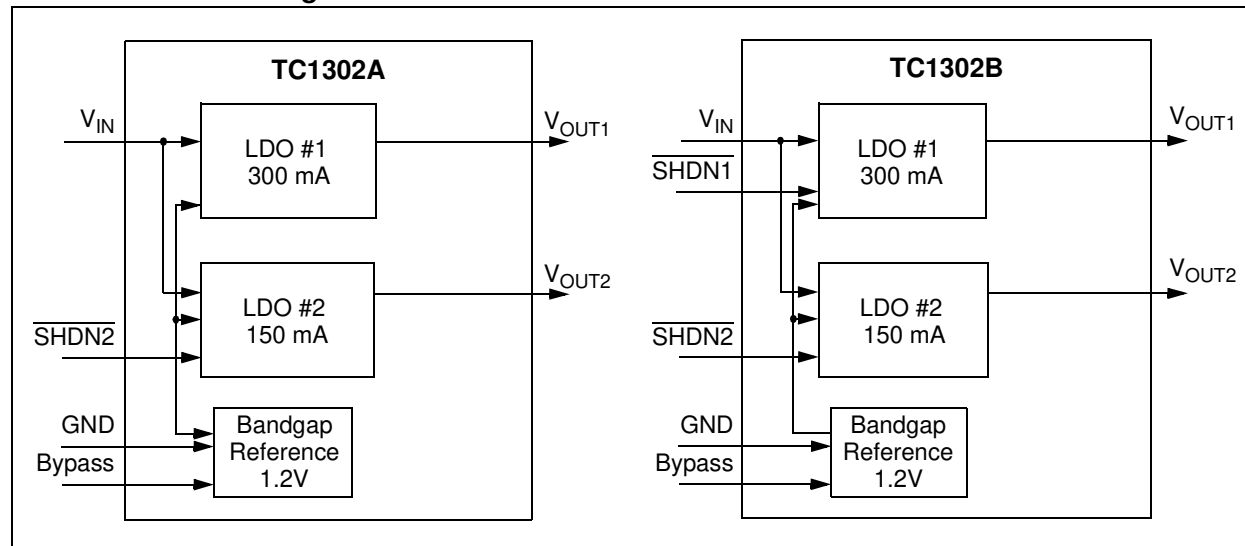 TC1302A
V_IN
LDO #1
300 mA
V_OUT1
LDO #2
150 mA
V_OUT2
SHDN2
GND
Bypass
Bandgap
Reference
1.2V
TC1302B
V_IN
SHDN1
LDO #1
300 mA
V_OUT1
LDO #2
150 mA
V_OUT2
SHDN2
GND
Bypass
Bandgap
Reference
1.2V